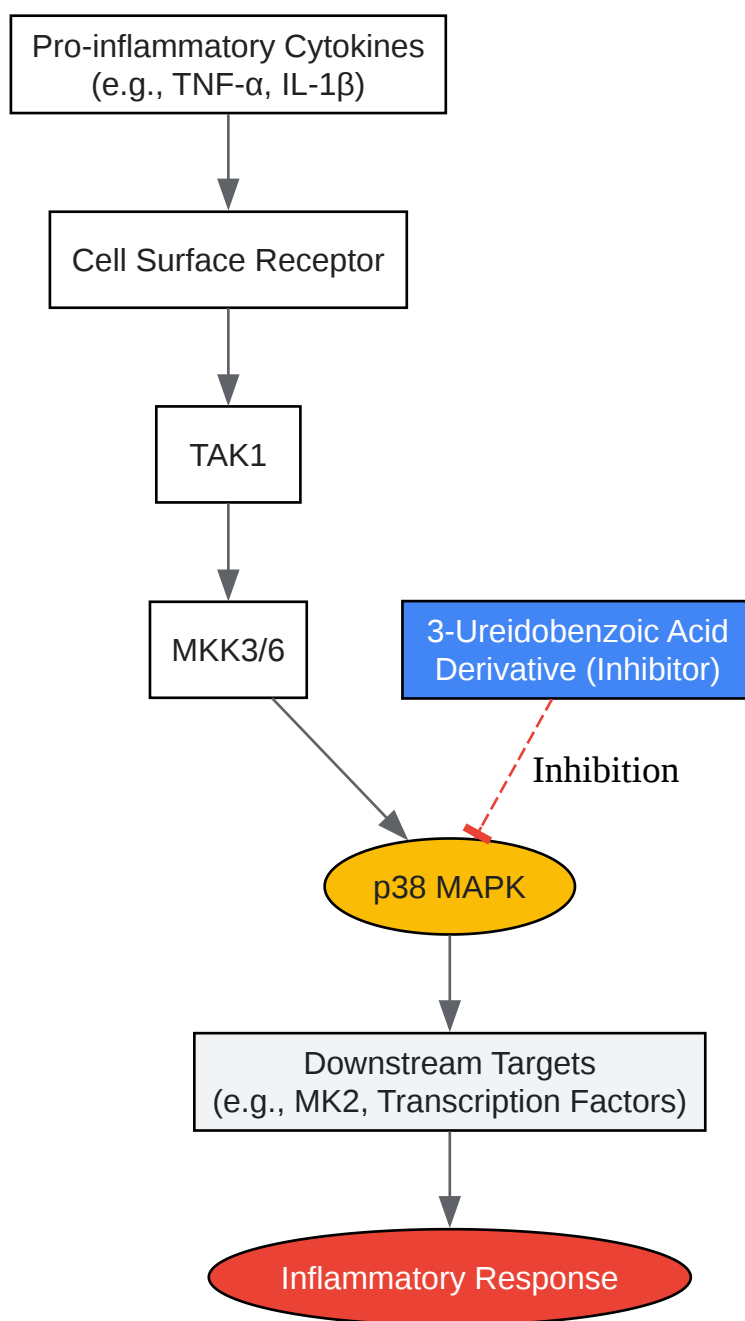 Pro-inflammatory Cytokines
(e.g., TNF-α, IL-1β)
Cell Surface Receptor
TAK1
MKK3/6
3-Ureidobenzoic Acid
Derivative (Inhibitor)
Inhibition
p38 MAPK
Downstream Targets
(e.g., MK2, Transcription Factors)
Inflammatory Response